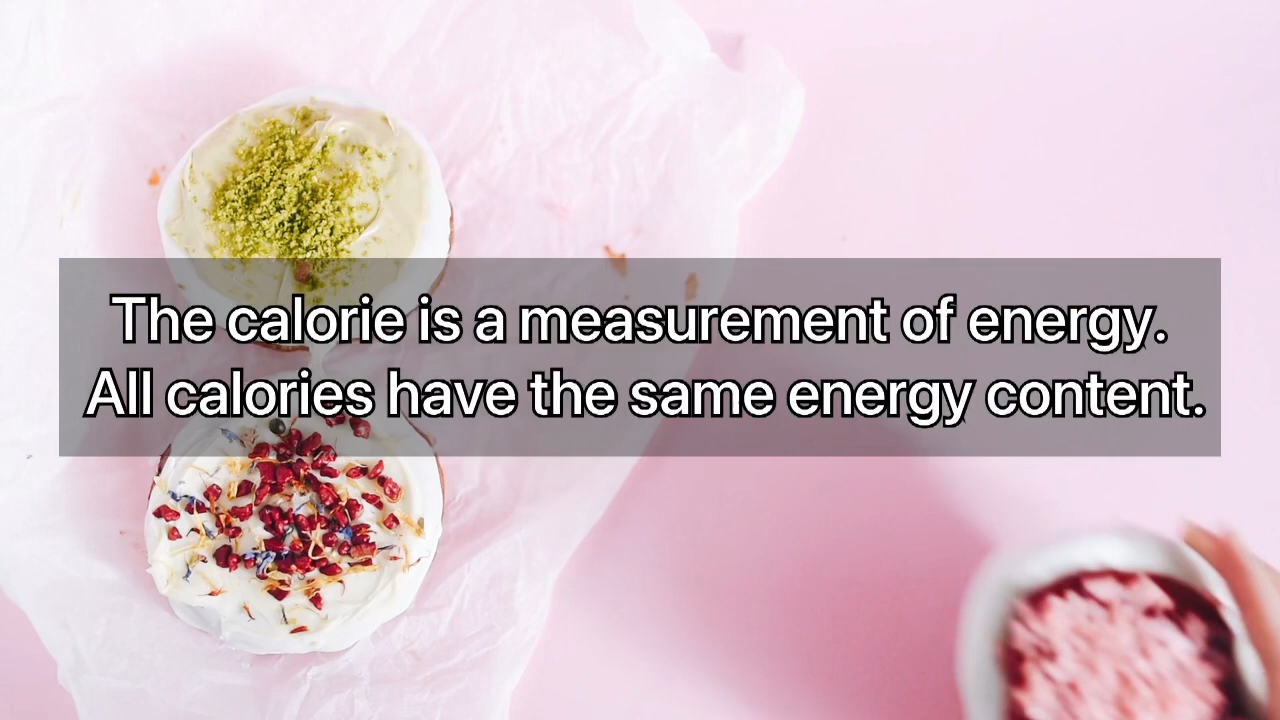 The calorie is a measurement of energy.
All calories have the same energy content.